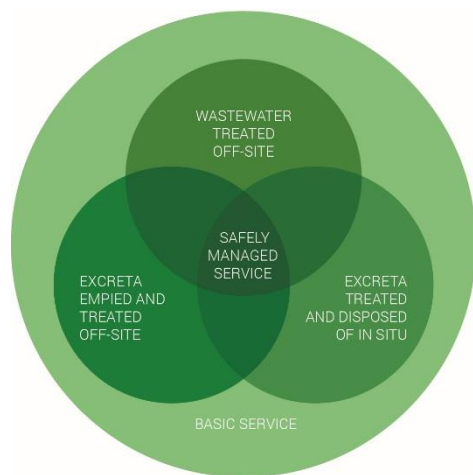 WASTEWATER
TREATED
OFF-SITE
SAFELY
MANAGED
SERVICE
EXCRETA
EMPIED AND
TREATED
OFF-SITE
EXCRETA
TREATED
AND DISPOSED
OF IN SITU
BASIC SERVICE